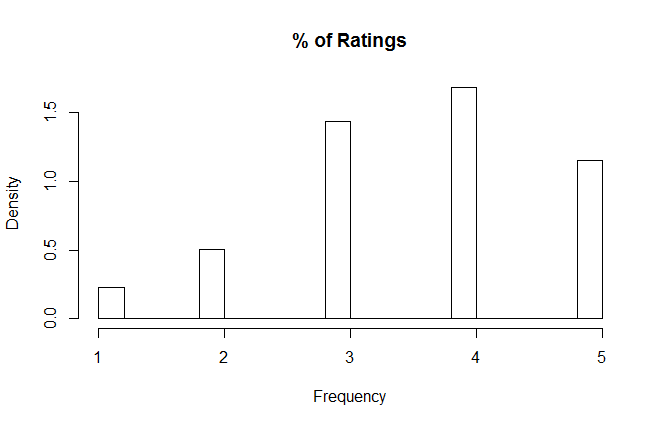 % of Ratings
Density
1.5
1.0
0.5
0.0
1 2 3 4 5
Frequency